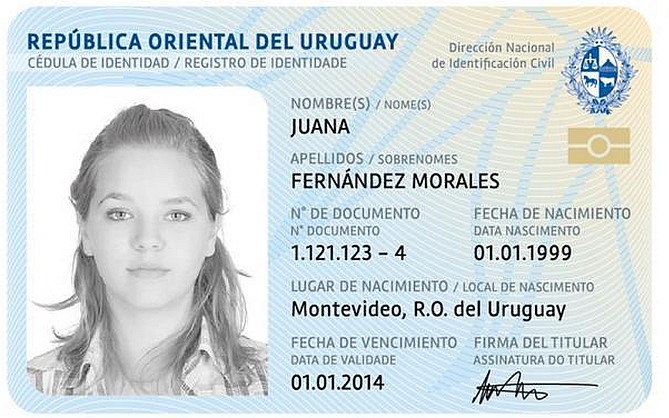 REPÚBLICA ORIENTAL DEL URUGUAY
CÉDULA DE IDENTIDAD / REGISTRO DE IDENTIDADE
Dirección Nacional
de Identificación Civil
NOMBRE(S) / NOME(S)
JUANA
APELLIDOS / SOBRENOMES
FERNÁNDEZ MORALES
N° DE DOCUMENTO
N° DOCUMENTO
1.121.123 – 4
FECHA DE NACIMIENTO
DATA NASCIMENTO
01.01.1999
LUGAR DE NACIMIENTO / LOCAL DE NASCIMENTO
Montevideo, R.O. del Uruguay
FECHA DE VENCIMIENTO
DATA DE VALIDADE
01.01.2014
FIRMA DEL TITULAR
ASSINATURA DO TITULAR